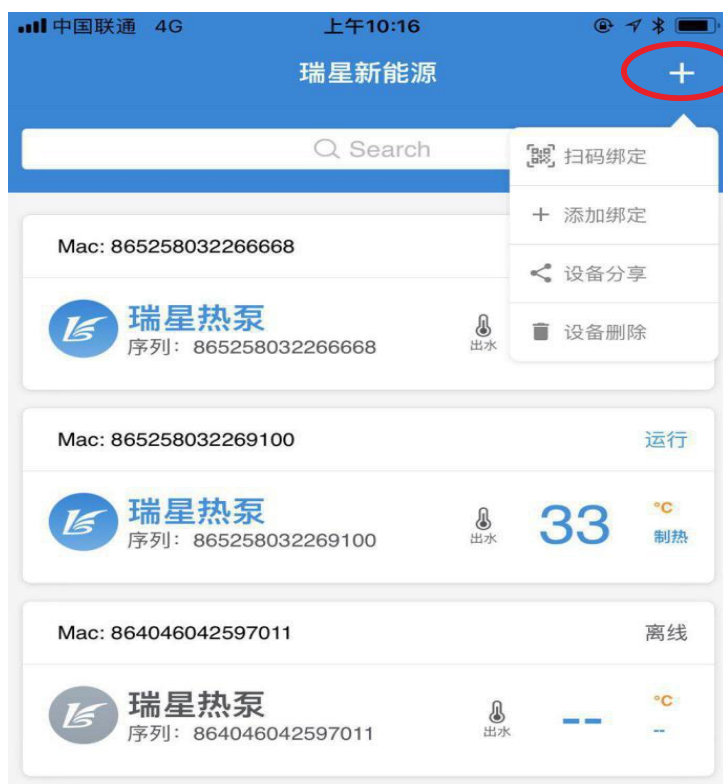 中国联通 4G 上午10:16
瑞星新能源 +
Search
扫码绑定
+ 添加绑定
设备分享
设备删除
Mac: 865258032266668
瑞星热泵
序列: 865258032266668
出水
Mac: 865258032269100 运行
瑞星热泵
序列: 865258032269100
出水
33
°C
制热
Mac: 864046042597011 离线
瑞星热泵
序列: 864046042597011
出水
--
°C
--